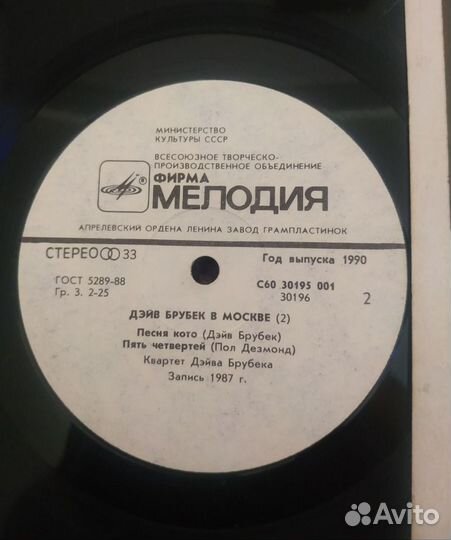 МИНИСТЕРСТВО
КУЛЬТУРЫ СССР
ВСЕСОЮЗНОЕ ТВОРЧЕСКО-
ПРОИЗВОДСТВЕННОЕ ОБЪЕДИНЕНИЕ
® ФИРМА
МЕЛОДИЯ
АПРЕЛЕВСКИЙ ОРДЕНА ЛЕНИНА ЗАВОД ГРАМПЛАСТИНОК
СТЕРЕО 33
Год выпуска 1990
ГОСТ 5289-88
Гр. 3. 2-25
С60 30195 001
30196
2
ДЭЙВ БРУБЕК В МОСКВЕ (2)
Песня кото (Дэйв Брубек)
Пять четвертей (Пол Дезмонд)
Квартет Дэйва Брубека
Запись 1987 г.
Avito